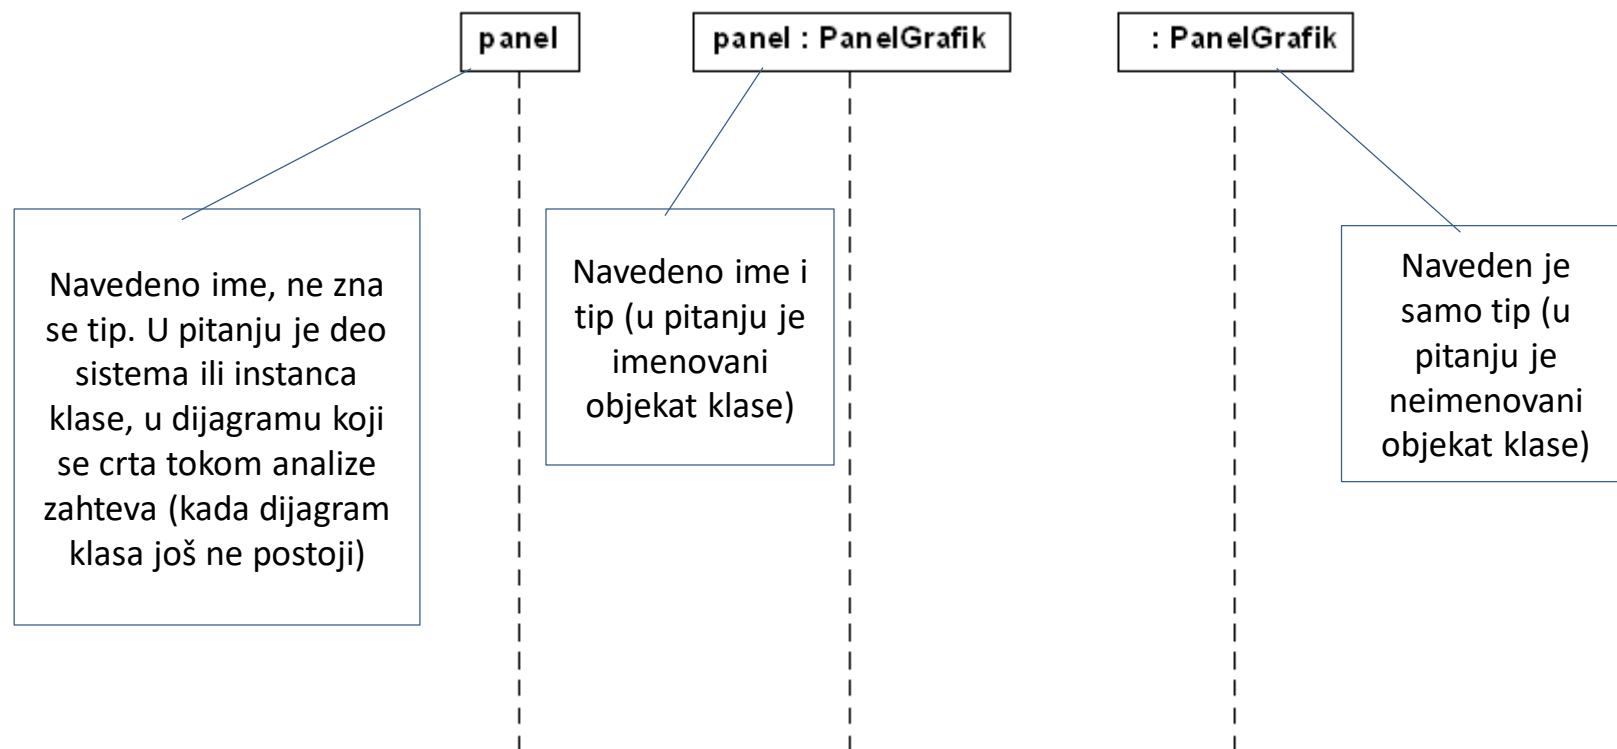 panel
panel : PanelGrafik
: PanelGrafik
Navedeno ime, ne zna
se tip. U pitanju je deo
sistema ili instanca
klase, u dijagramu koji
se crta tokom analize
zahteva (kada dijagram
klasa još ne postoji)
Navedeno ime i
tip (u pitanju je
imenovani
objekat klase)
Naveden je
samo tip (u
pitanju je
neimenovani
objekat klase)